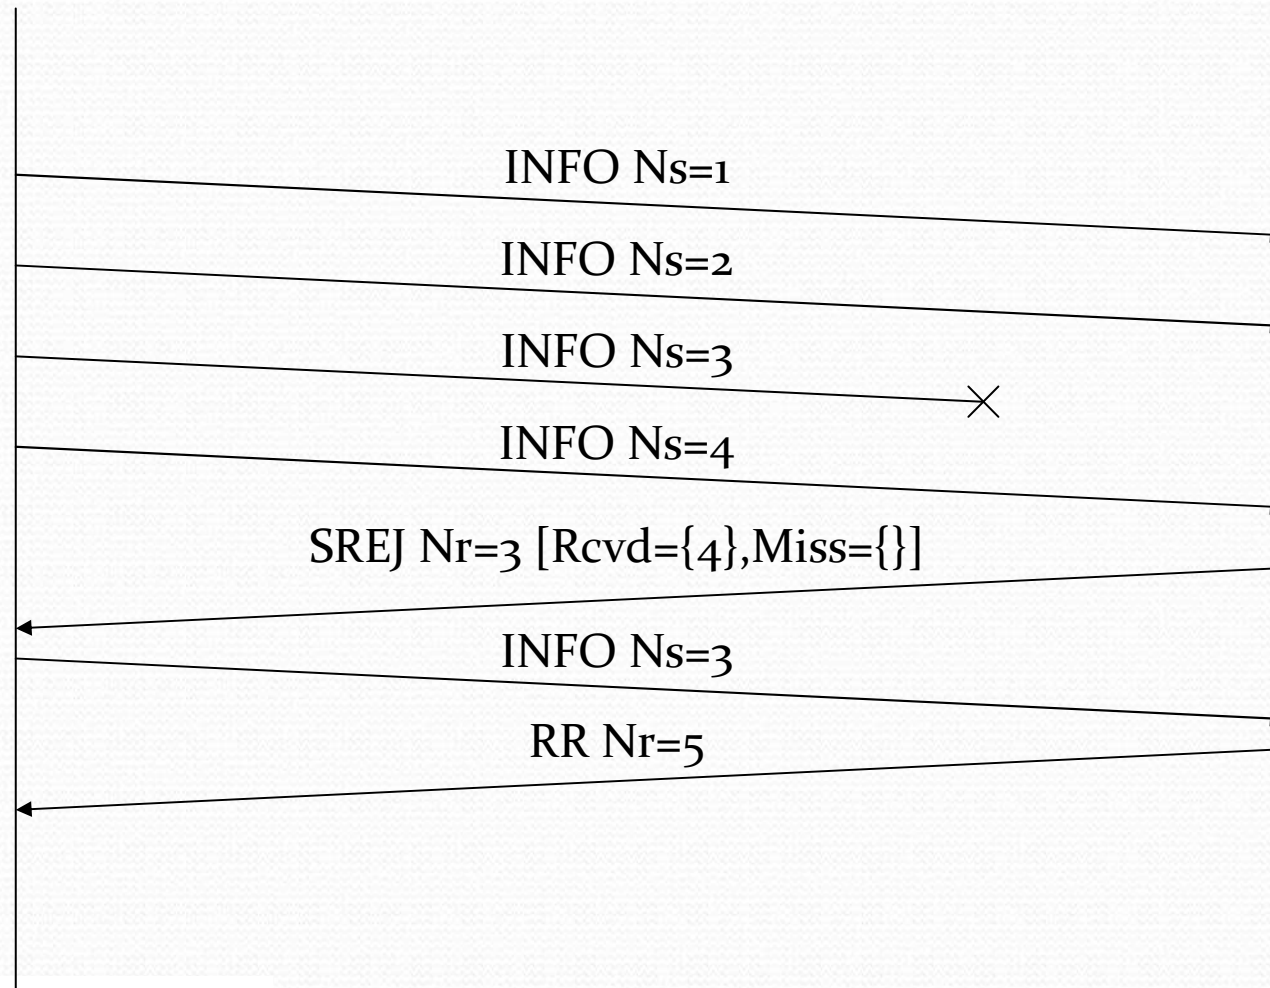 INFO Ns=1
INFO Ns=2
INFO Ns=3
INFO Ns=4
SREJ Nr=3 [Rcvd={4},Miss={}]
INFO Ns=3
RR Nr=5